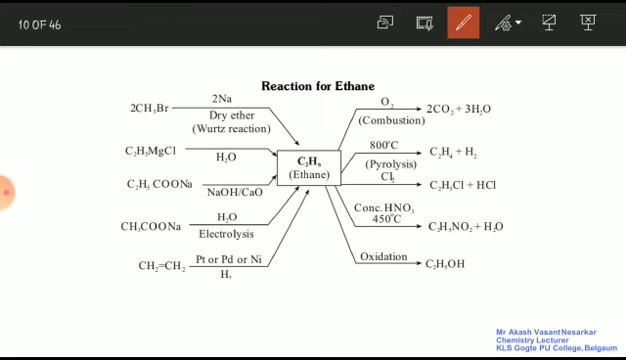 10 OF 46
Reaction for Ethane
2CH₃Br
2Na
Dry ether
(Wurtz reaction)
C₂H₅MgCl
H₂O
C₂H₅ COONa
NaOH/CaO
CH₃COONa
H₂O
Electrolysis
CH₂=CH₂
Pt or Pd or Ni
H₂
C₂H₆
(Ethane)
O₂
(Combustion)
2CO₂ + 3H₂O
800°C
(Pyrolysis)
C₂H₄ + H₂
Cl₂
C₂H₅Cl + HCl
Conc. HNO₃
450°C
C₂H₅NO₂ + H₂O
Oxidation
C₂H₅OH
Mr Akash Vasant Nesarkar
Chemistry Lecturer
KLS Gogte PU College, Belgaum